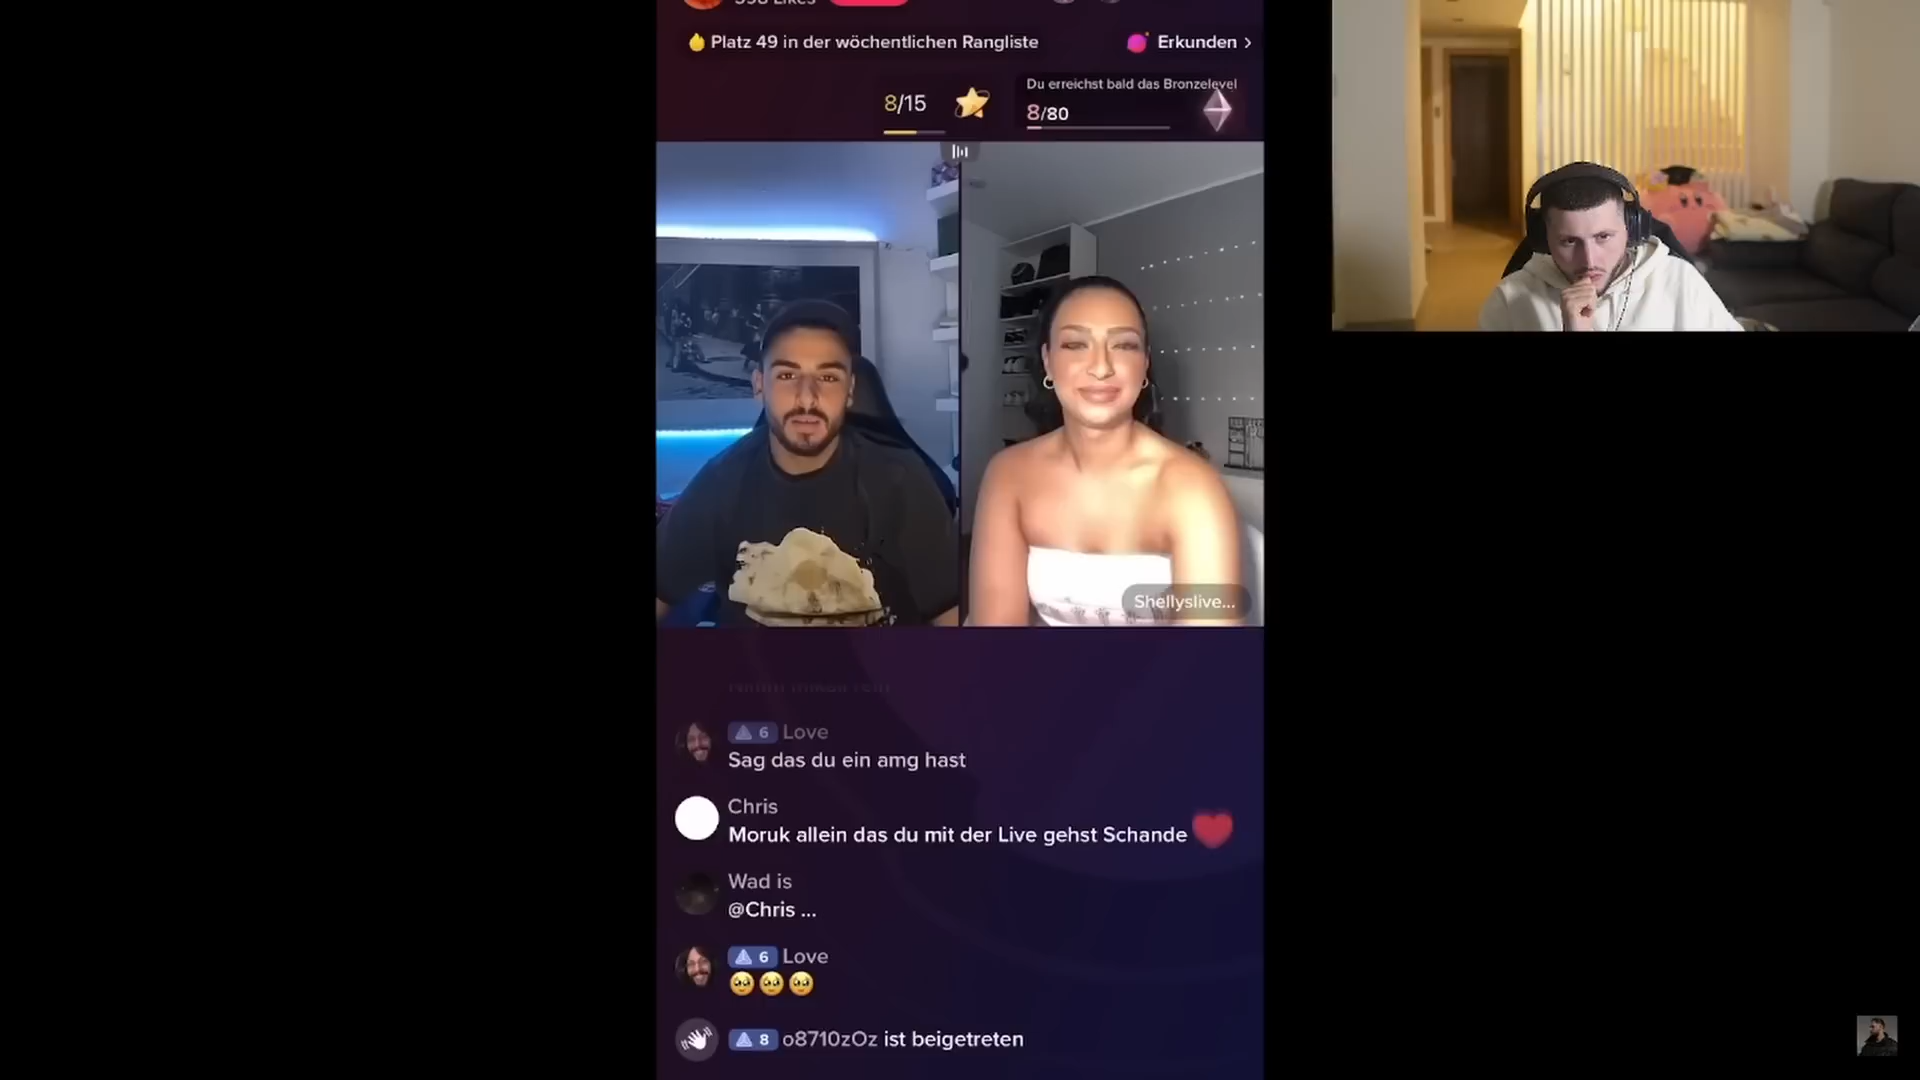 598 Likes
Platz 49 in der wöchentlichen Rangliste
Erkunden >
8/15
Du erreichst bald das Bronzelevel
8/80
Shellyslive...
6 Love
Sag das du ein amg hast
Chris
Moruk allein das du mit der Live gehst Schande
Wad is
@Chris ...
6 Love
8 o8710zOz ist beigetreten